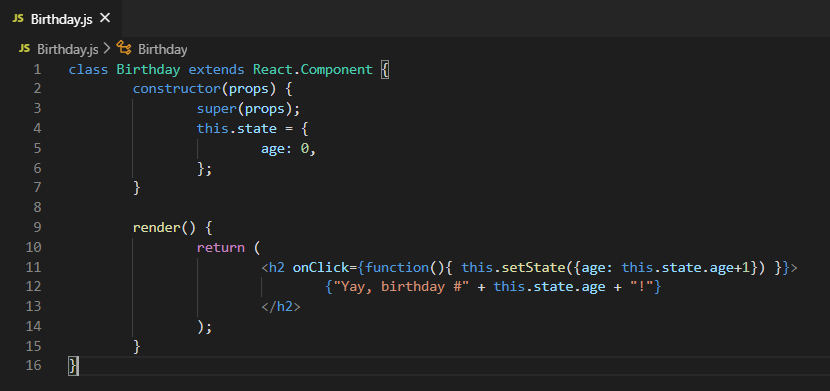 JS Birthday.js ×
JS Birthday.js > Birthday
1 class Birthday extends React.Component {
2 constructor(props) {
3 super(props);
4 this.state = {
5 age: 0,
6 };
7 }
8
9 render() {
10 return (
11 <h2 onClick={function(){ this.setState({age: this.state.age+1}) }}>
12 {"Yay, birthday #" + this.state.age + "!"}
13 </h2>
14 );
15 }
16 }